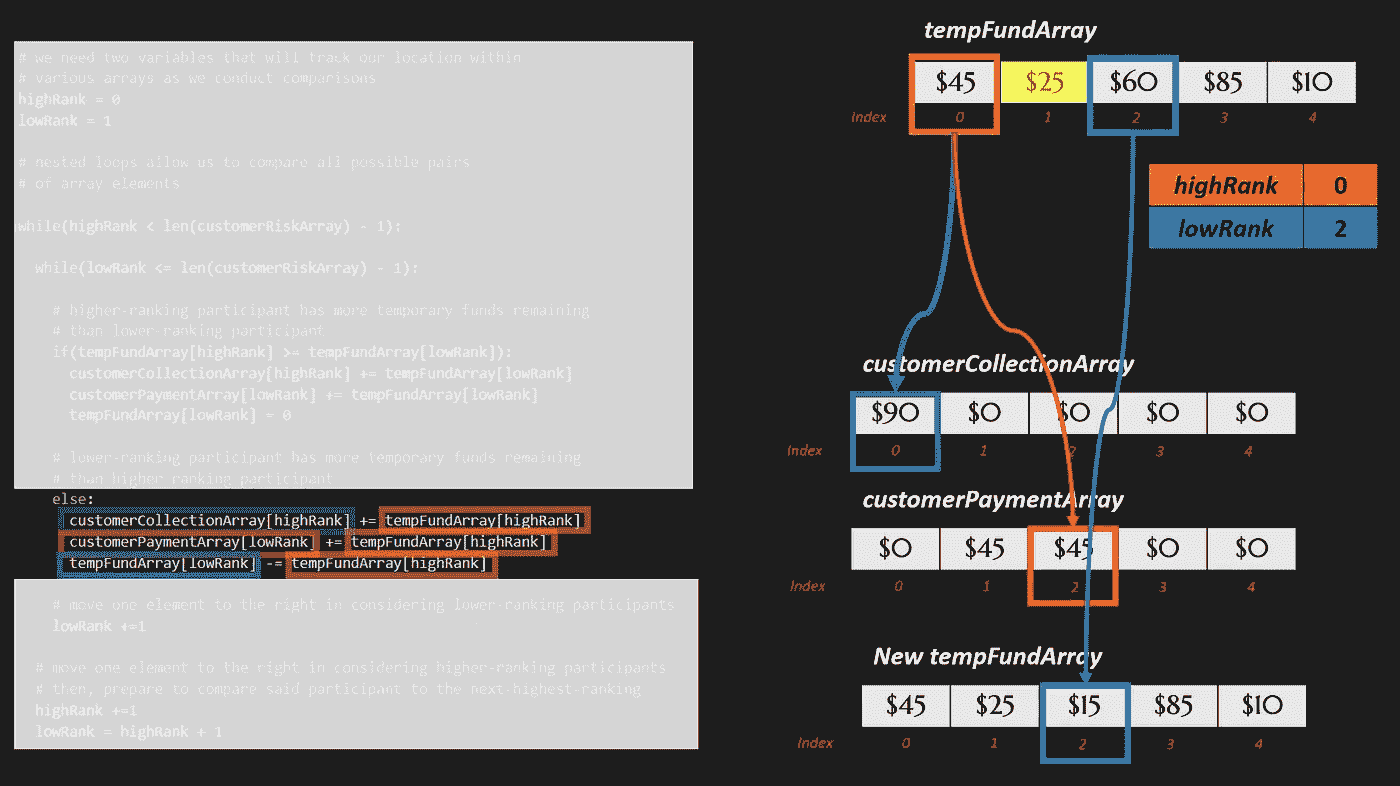 # we need two variables that will track our location within
# various arrays as we conduct comparisons
highRank = 0
lowRank = 1
# nested loops allow us to compare all possible pairs
# of array elements
while(highRank < len(customerRiskArray) - 1):
while(lowRank <= len(customerRiskArray) - 1):
# higher-ranking participant has more temporary funds remaining
# than lower-ranking participant
if(tempFundArray[highRank] >= tempFundArray[lowRank]):
customerCollectionArray[highRank] += tempFundArray[lowRank]
customerPaymentArray[lowRank] += tempFundArray[lowRank]
tempFundArray[lowRank] = 0
# lower-ranking participant has more temporary funds remaining
# than higher ranking participant
else:
customerCollectionArray[highRank] += tempFundArray[highRank]
customerPaymentArray[lowRank] += tempFundArray[highRank]
tempFundArray[lowRank] -= tempFundArray[highRank]
# move one element to the right in considering lower-ranking participants
lowRank +=1
# move one element to the right in considering higher-ranking participants
# then, prepare to compare said participant to the next-highest-ranking
highRank +=1
lowRank = highRank + 1
tempFundArray
$45 $25 $60 $85 $10
Index 0 1 2 3 4
highRank 0
lowRank 2
customerCollectionArray
$90 $0 $0 $0 $0
Index 0 1 2 3 4
customerPaymentArray
$0 $45 $45 $0 $0
Index 0 1 2 3 4
New tempFundArray
$45 $25 $15 $85 $10
Index 0 1 2 3 4